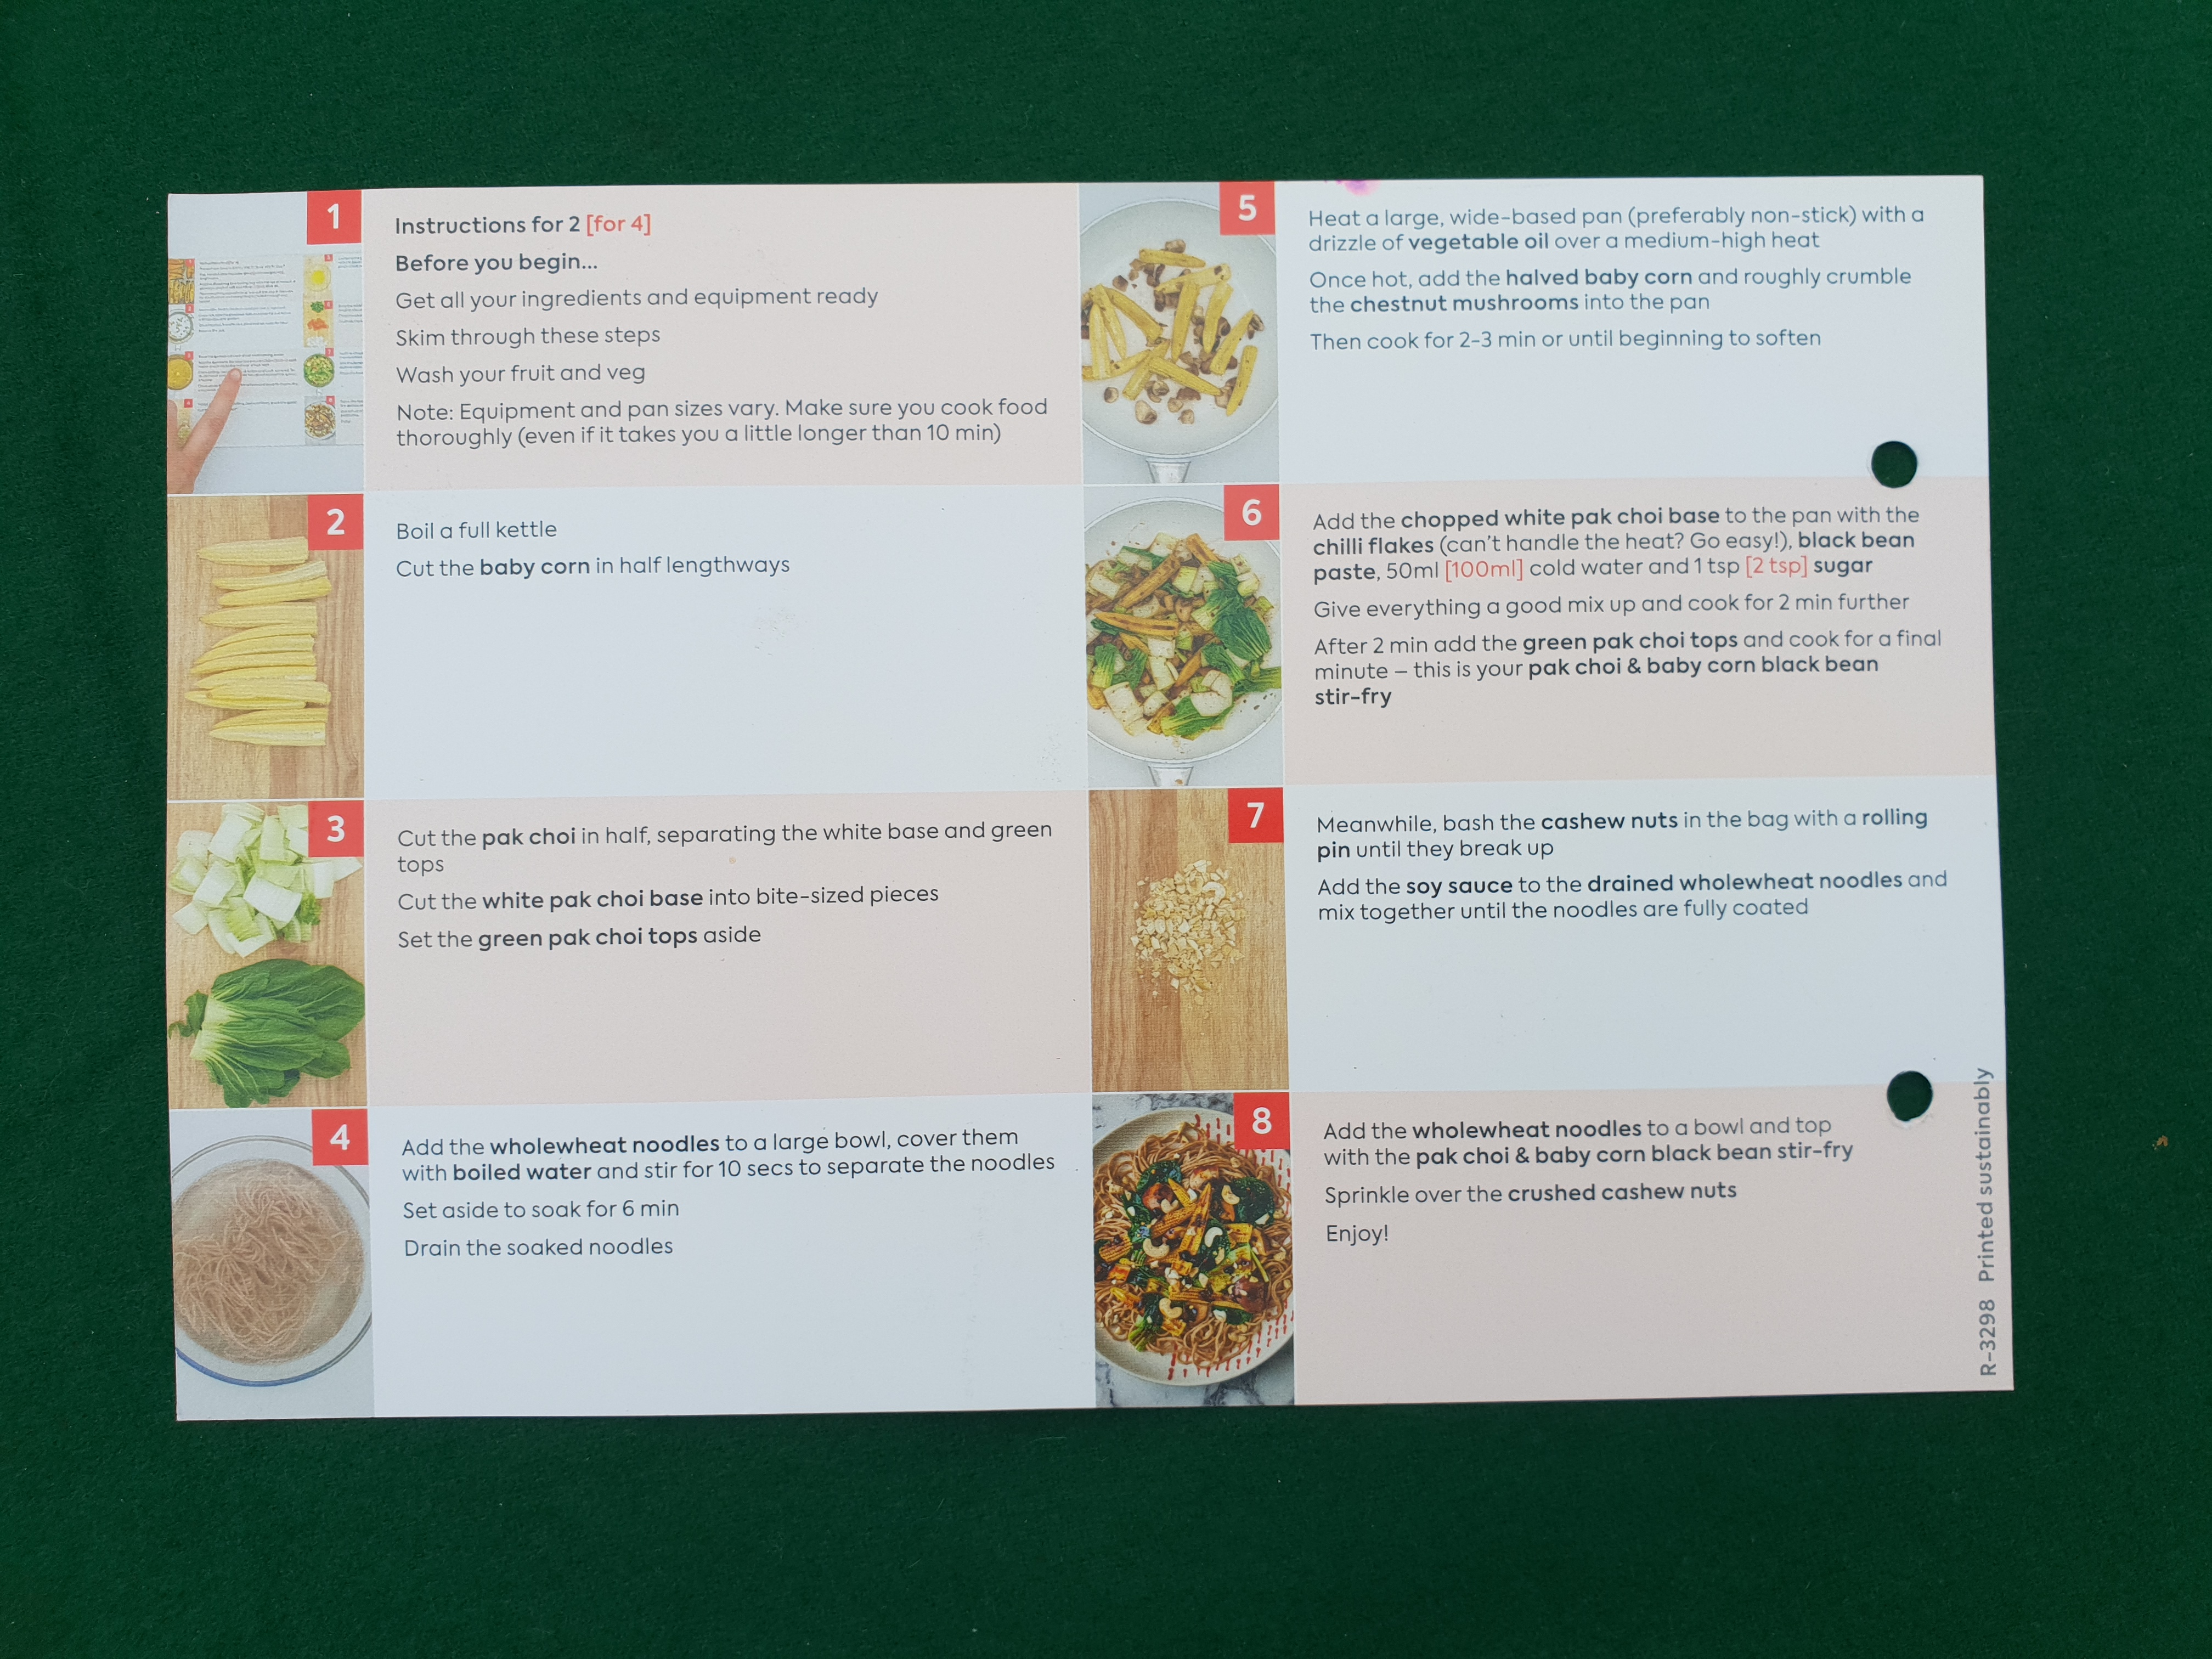 1
Instructions for 2 [for 4]
Before you begin...
Get all your ingredients and equipment ready
Skim through these steps
Wash your fruit and veg
Note: Equipment and pan sizes vary. Make sure you cook food
thoroughly (even if it takes you a little longer than 10 min)
2
Boil a full kettle
Cut the baby corn in half lengthways
3
Cut the pak choi in half, separating the white base and green
tops
Cut the white pak choi base into bite-sized pieces
Set the green pak choi tops aside
4
Add the wholewheat noodles to a large bowl, cover them
with boiled water and stir for 10 secs to separate the noodles
Set aside to soak for 6 min
Drain the soaked noodles
5
Heat a large, wide-based pan (preferably non-stick) with a
drizzle of vegetable oil over a medium-high heat
Once hot, add the halved baby corn and roughly crumble
the chestnut mushrooms into the pan
Then cook for 2-3 min or until beginning to soften
6
Add the chopped white pak choi base to the pan with the
chilli flakes (can't handle the heat? Go easy!), black bean
paste, 50ml [100ml] cold water and 1 tsp [2 tsp] sugar
Give everything a good mix up and cook for 2 min further
After 2 min add the green pak choi tops and cook for a final
minute – this is your pak choi & baby corn black bean
stir-fry
7
Meanwhile, bash the cashew nuts in the bag with a rolling
pin until they break up
Add the soy sauce to the drained wholewheat noodles and
mix together until the noodles are fully coated
8
Add the wholewheat noodles to a bowl and top
with the pak choi & baby corn black bean stir-fry
Sprinkle over the crushed cashew nuts
Enjoy!
R-3298 Printed sustainably